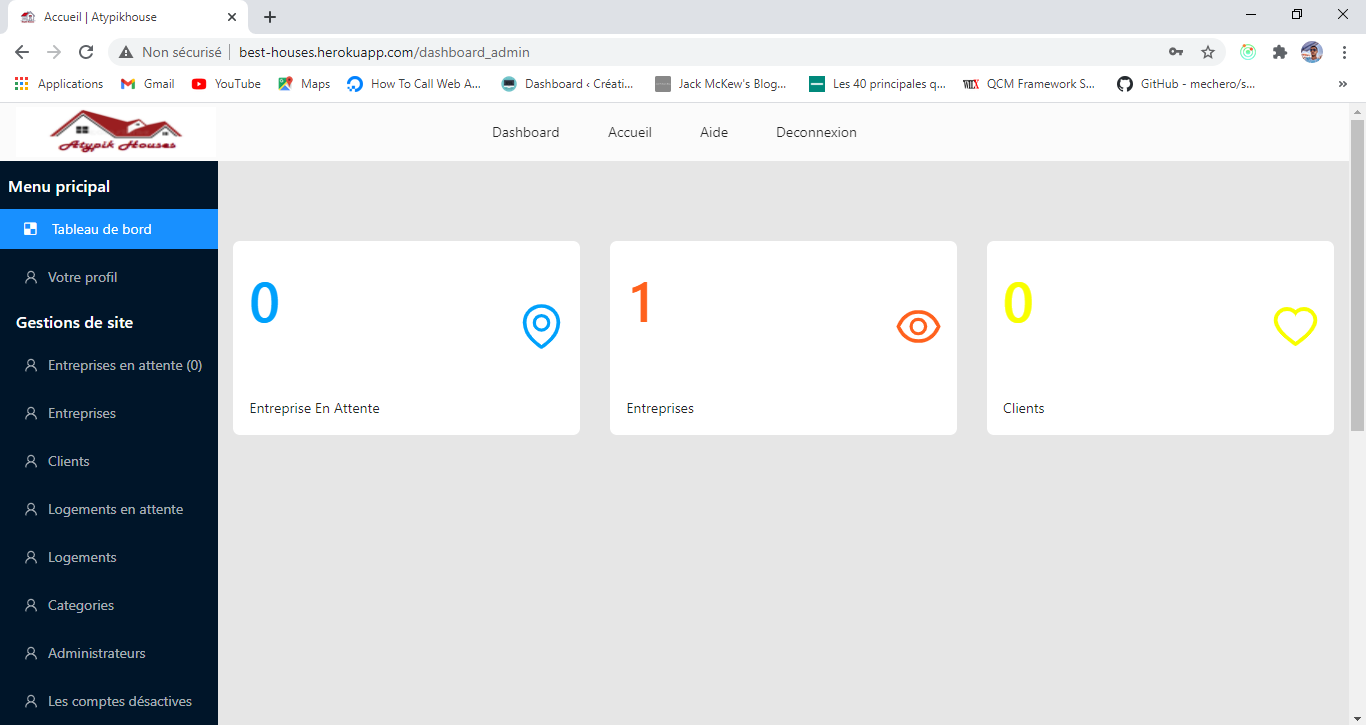 Accueil | Atypikhouse
Non sécurisé | best-houses.herokuapp.com/dashboard_admin
Applications Gmail YouTube Maps How To Call Web A... Dashboard ‹ Créati... Jack McKew's Blog... Les 40 principales q... QCM Framework S... GitHub - mechero/s... »
Atypik Houses
Dashboard Accueil Aide Deconnexion
Menu pricipal
Tableau de bord
Votre profil
Gestions de site
Entreprises en attente (0)
Entreprises
Clients
Logements en attente
Logements
Categories
Administrateurs
Les comptes désactives
0
Entreprise En Attente
1
Entreprises
0
Clients